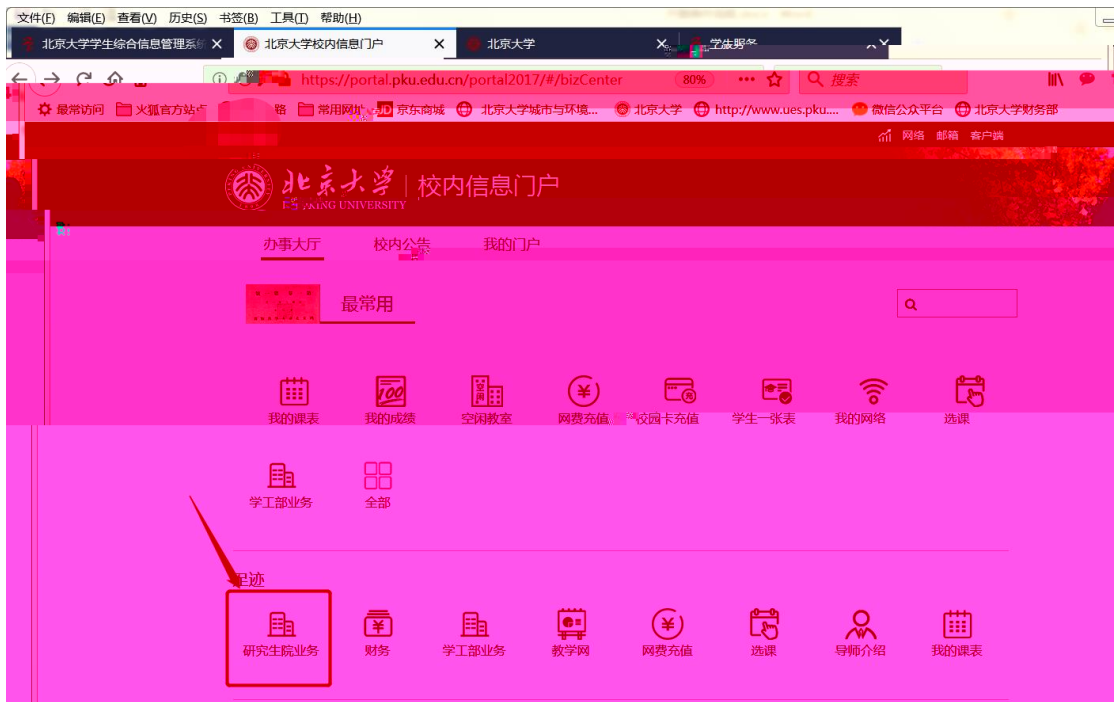 文件(F) 编辑(E) 查看(V) 历史(S) 书签(B) 工具(T) 帮助(H)
北京大学学生综合信息管理系统 北京大学校内信息门户 北京大学
https://portal.pku.edu.cn/portal2017/#/bizCenter 80% 搜索
最常访问 火狐官方站点 常用网址 JD 京东商城 北京大学城市与环境... 北京大学 http://www.ues.pku.... 微信公众平台 北京大学财务部
网络 邮箱 客户端
北京大学 校内信息门户
PEKING UNIVERSITY
办事大厅 校内公告 我的门户
最常用
我的课表 我的成绩 空闲教室 网费充值 校园卡充值 学生一张表 我的网络 选课
学工部业务 全部
足迹
研究生院业务 财务 学工部业务 教学网 网费充值 选课 导师介绍 我的课表